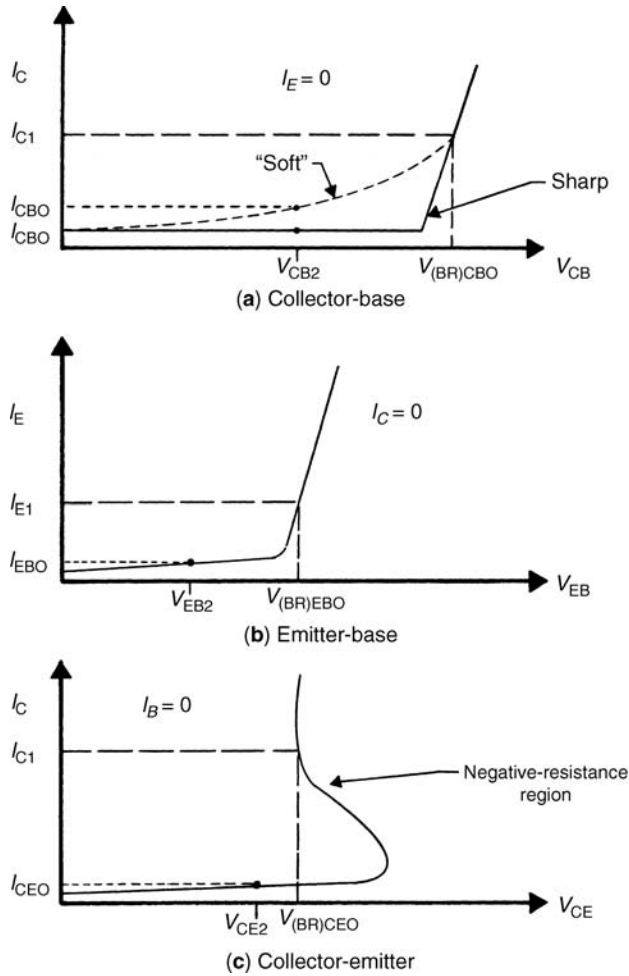 I_C
I_E = 0
I_C1
"Soft"
Sharp
I_CBO
I_CBO
V_CB2
V_(BR)CBO
V_CB
(a) Collector-base
I_E
I_C = 0
I_E1
I_EBO
V_EB2
V_(BR)EBO
V_EB
(b) Emitter-base
I_C
I_B = 0
I_C1
Negative-resistance
region
I_CEO
V_CE2
V_(BR)CEO
V_CE
(c) Collector-emitter